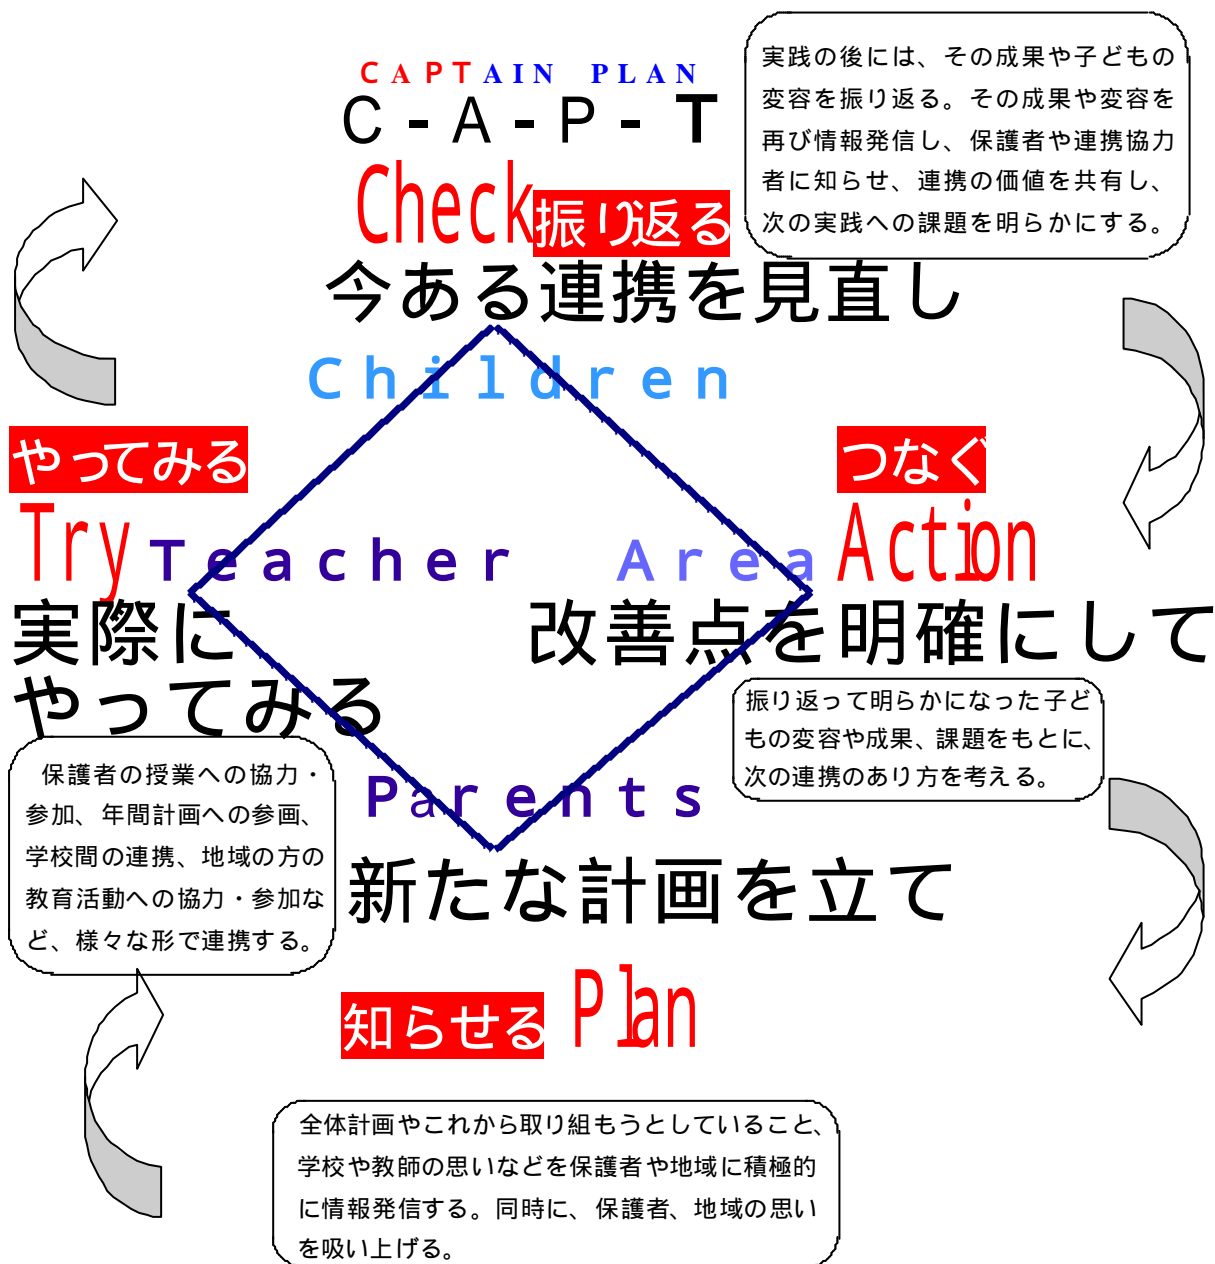 CAPTAIN PLAN
C - A - P - T
Check 振り返る
今ある連携を見直し
実践の後には、その成果や子どもの
変容を振り返る。その成果や変容を
再び情報発信し、保護者や連携協力
者に知らせ、連携の価値を共有し、
次の実践への課題を明らかにする。
Children
やってみる
Try
Teacher
実際に
やってみる
つなぐ
Action
Area
改善点を明確にして
振り返って明らかになった子ど
もの変容や成果、課題をもとに、
次の連携のあり方を考える。
保護者の授業への協力・
参加、年間計画への参画、
学校間の連携、地域の方の
教育活動への協力・参加な
ど、様々な形で連携する。
Parents
新たな計画を立て
知らせる Plan
全体計画やこれから取り組もうとしていること、
学校や教師の思いなどを保護者や地域に積極的
に情報発信する。同時に、保護者、地域の思い
を吸い上げる。